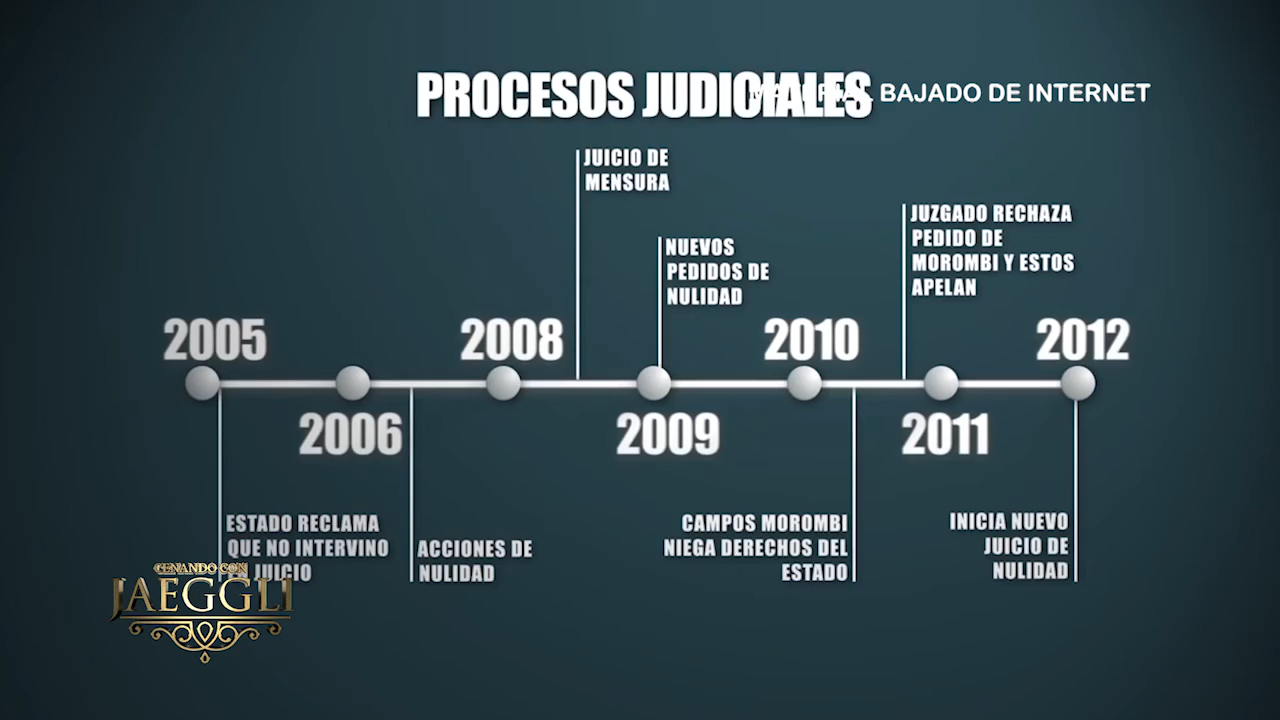 PROCESOS JUDICIALES
MATERIAL BAJADO DE INTERNET
JUICIO DE
MENSURA
NUEVOS
PEDIDOS DE
NULIDAD
JUZGADO RECHAZA
PEDIDO DE
MOROMBI Y ESTOS
APELAN
2005
2008
2010
2012
2006
2009
2011
ESTADO RECLAMA
QUE NO INTERVINO
EN JUICIO
ACCIONES DE
NULIDAD
CAMPOS MOROMBI
NIEGA DERECHOS DEL
ESTADO
INICIA NUEVO
JUICIO DE
NULIDAD
CENANDO CON
JAEGGLI